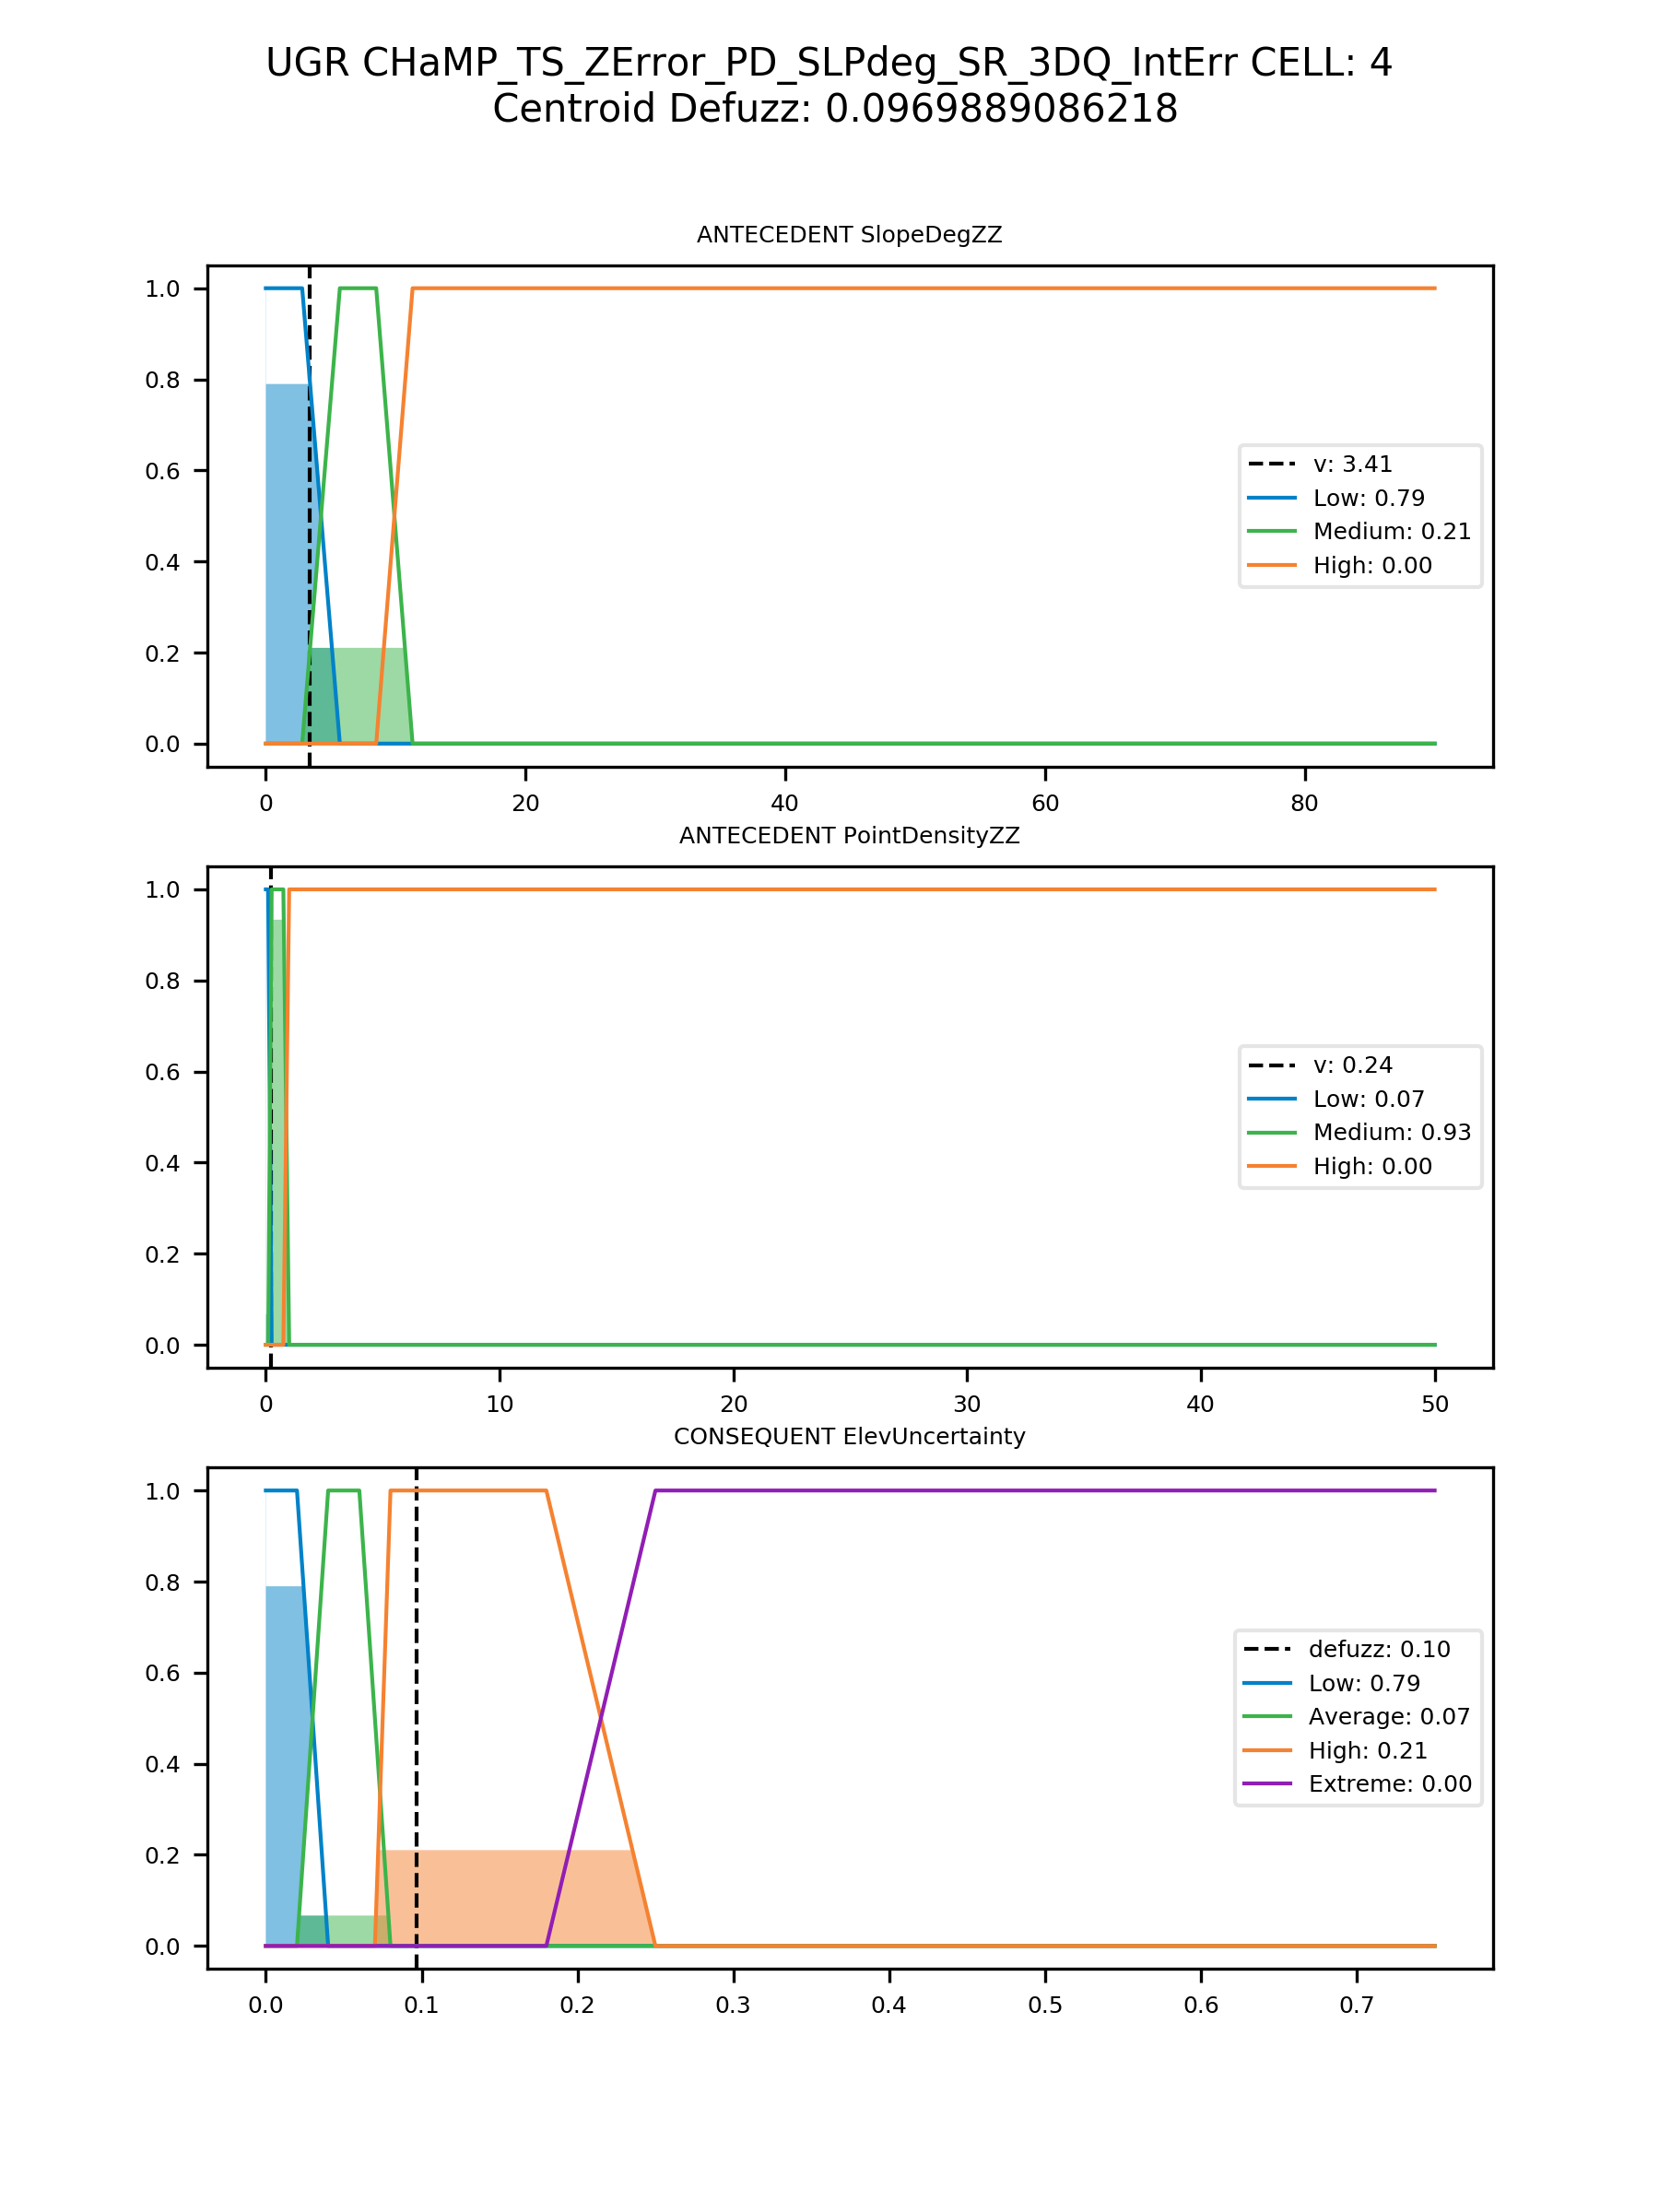 UGR CHaMP_TS_ZError_PD_SLPdeg_SR_3DQ_IntErr CELL: 4
Centroid Defuzz: 0.0969889086218
ANTECEDENT SlopeDegZZ
1.0
0.8
0.6
0.4
0.2
0.0
v: 3.41
Low: 0.79
Medium: 0.21
High: 0.00
0 20 40 60 80
ANTECEDENT PointDensityZZ
1.0
0.8
0.6
0.4
0.2
0.0
v: 0.24
Low: 0.07
Medium: 0.93
High: 0.00
0 10 20 30 40 50
CONSEQUENT ElevUncertainty
1.0
0.8
0.6
0.4
0.2
0.0
defuzz: 0.10
Low: 0.79
Average: 0.07
High: 0.21
Extreme: 0.00
0.0 0.1 0.2 0.3 0.4 0.5 0.6 0.7